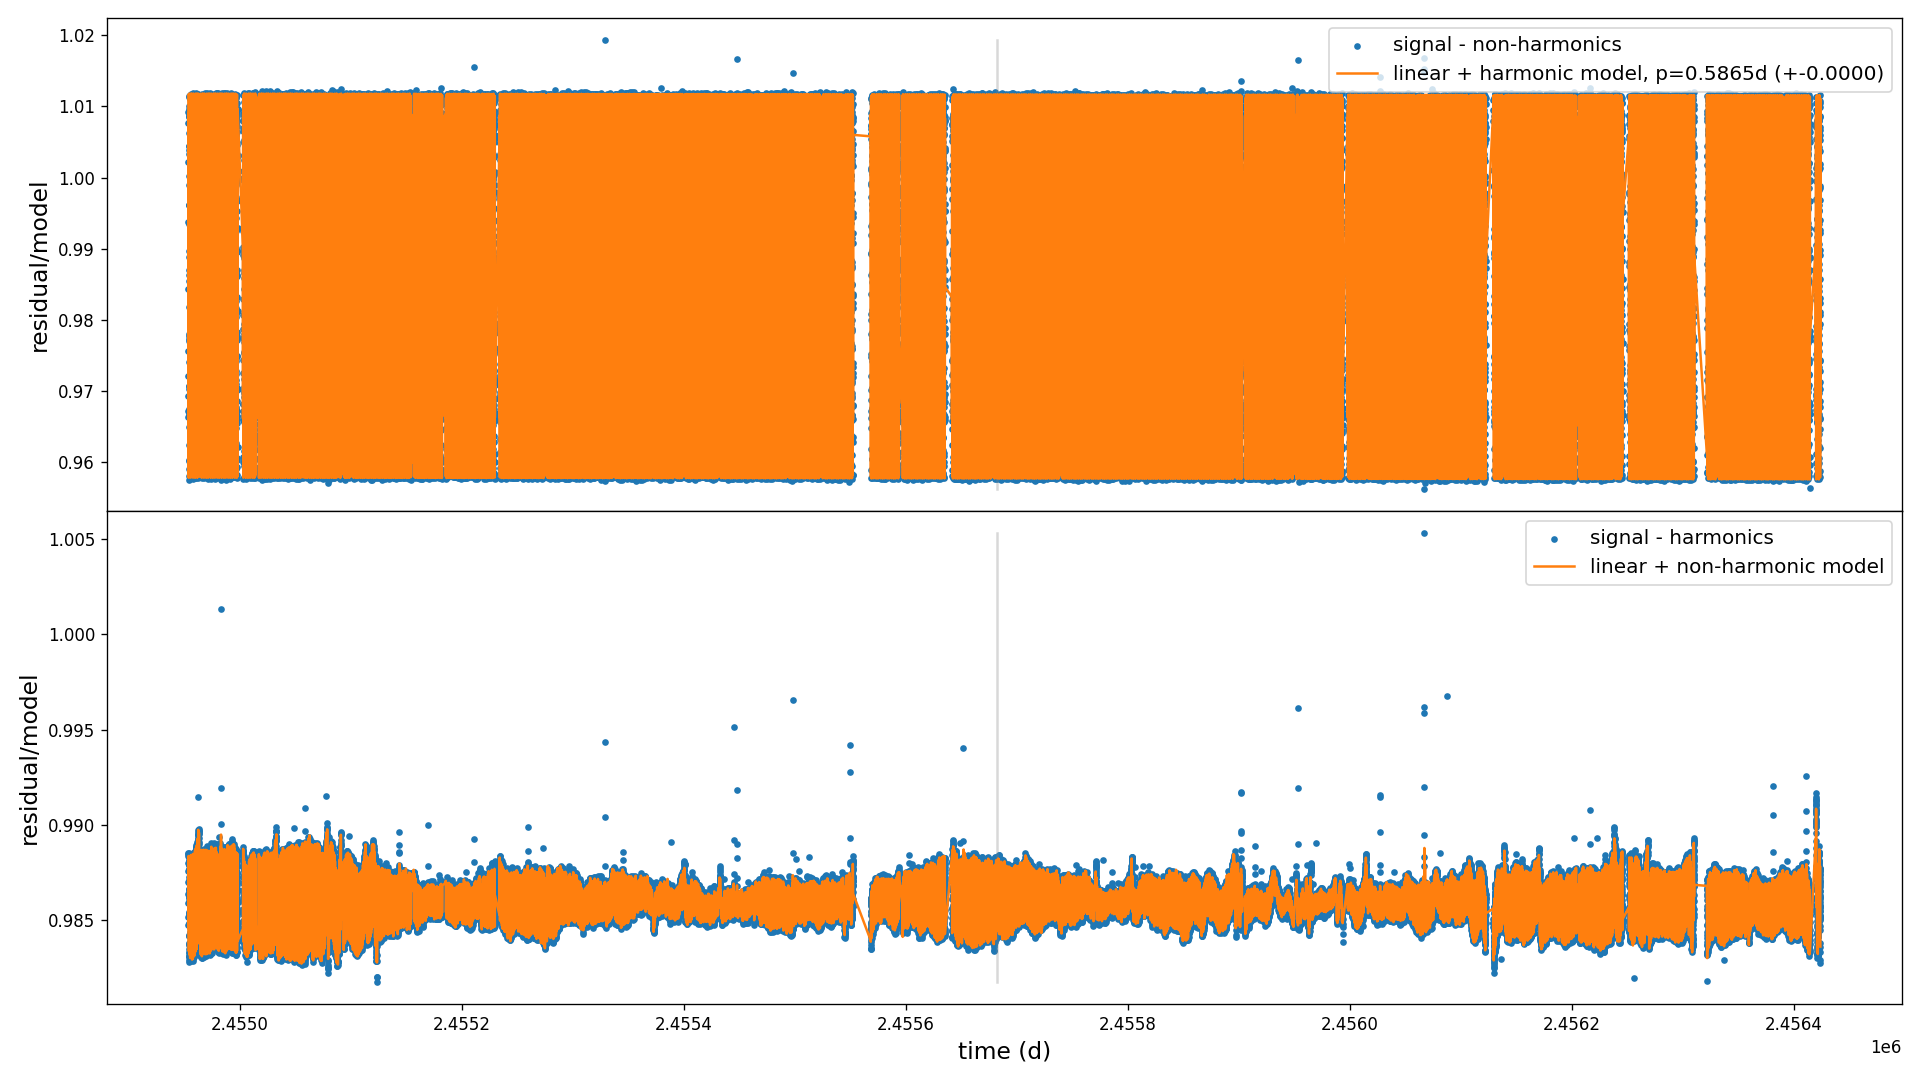 signal - non-harmonics
linear + harmonic model, p=0.5865d (+-0.0000)
1.02
1.01
1.00
0.99
0.98
0.97
0.96
residual/model
signal - harmonics
linear + non-harmonic model
1.005
1.000
0.995
0.990
0.985
residual/model
2.4550 2.4552 2.4554 2.4556 2.4558 2.4560 2.4562 2.4564
1e6
time (d)